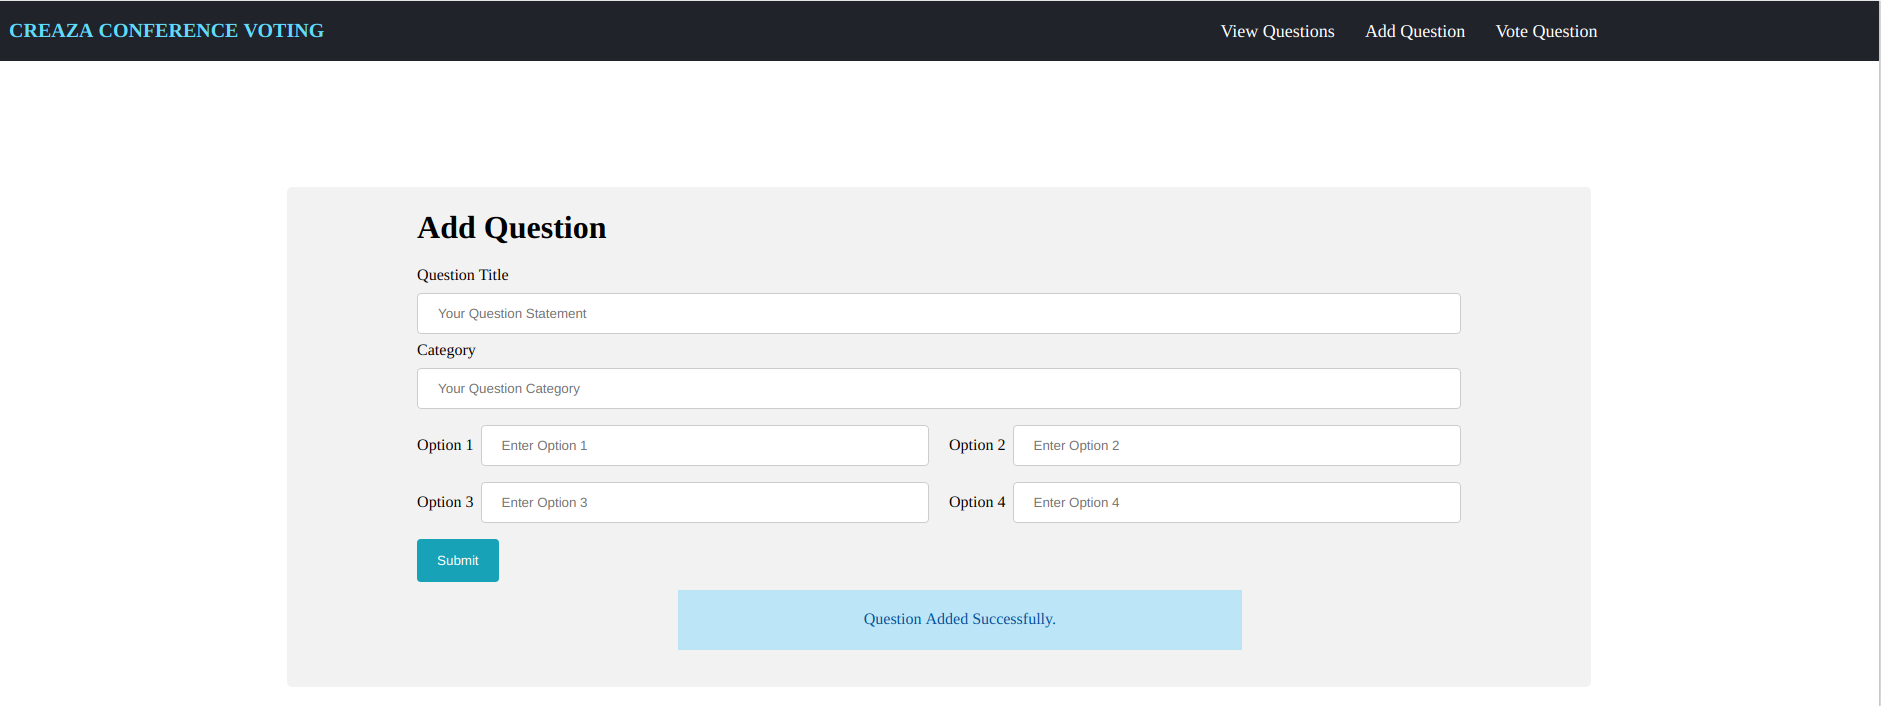 CREAZA CONFERENCE VOTING
View Questions Add Question Vote Question
Add Question
Question Title
Your Question Statement
Category
Your Question Category
Option 1 Enter Option 1 Option 2 Enter Option 2
Option 3 Enter Option 3 Option 4 Enter Option 4
Submit
Question Added Successfully.